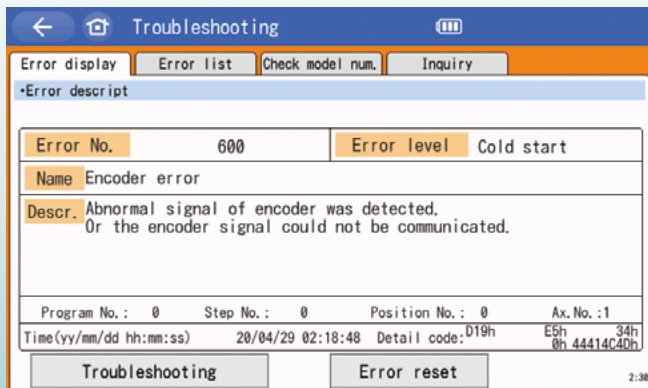 Troubleshooting
Error display Error list Check model num. Inquiry
•Error descript
Error No. 600 Error level Cold start
Name Encoder error
Descr. Abnormal signal of encoder was detected.
Or the encoder signal could not be communicated.
Program No.: 0 Step No.: 0 Position No.: 0 Ax.No.:1
Time(yy/mm/dd hh:mm:ss) 20/04/29 02:18:48 Detail code:D19h E5h 34h
0h 44414C4Dh
Troubleshooting Error reset 2:30